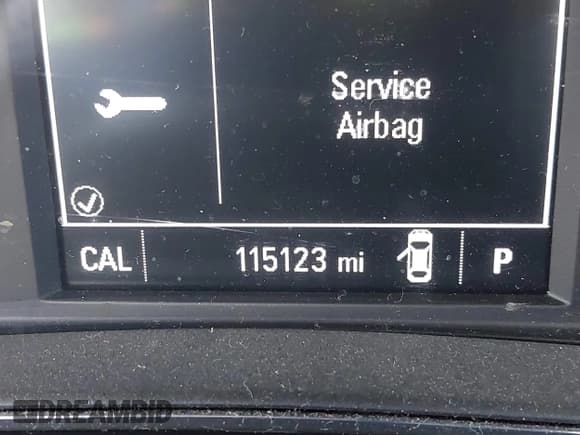 Service
Airbag
CAL 115123 mi P
DREAMBID